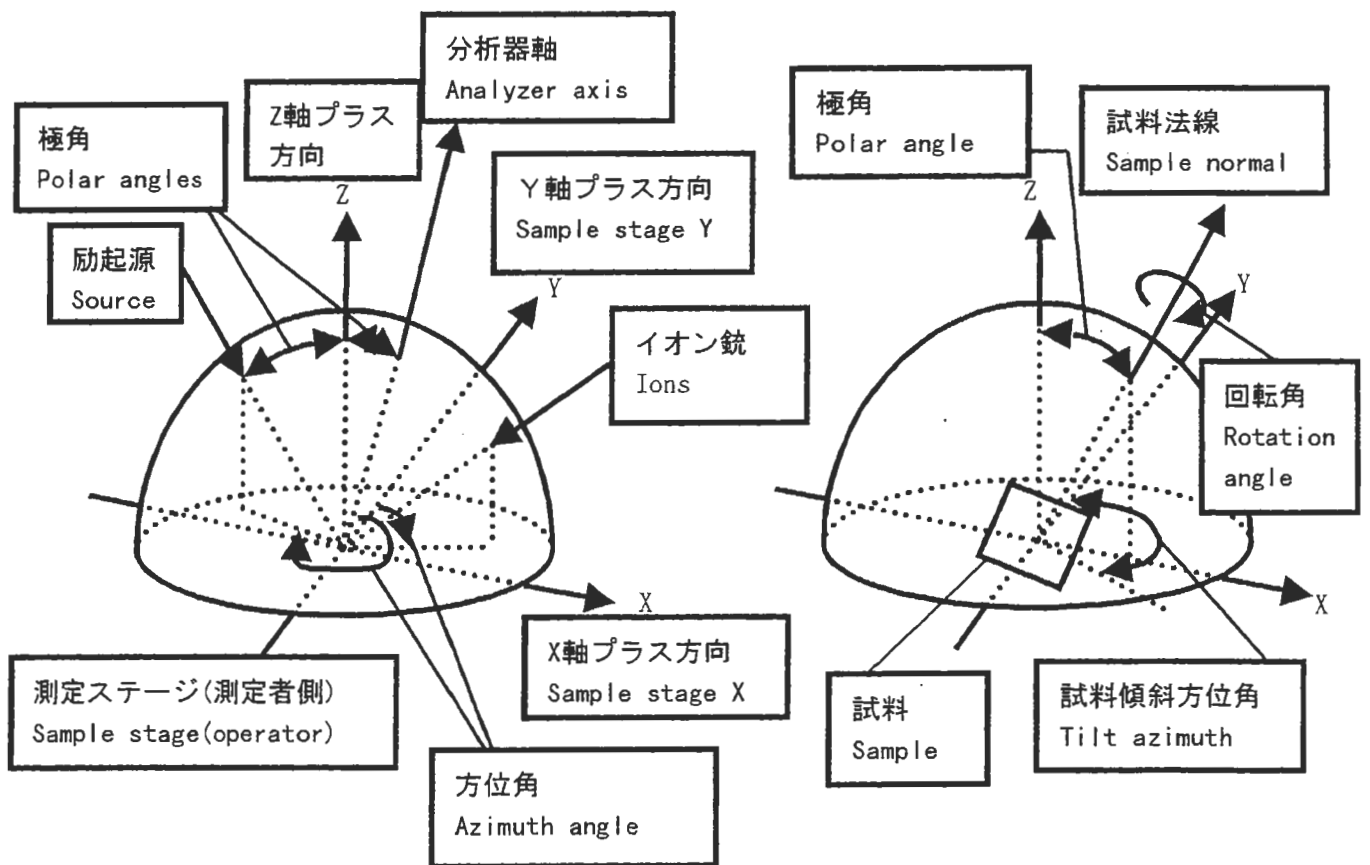 分析器軸
Analyzer axis
Z軸プラス
方向
極角
Polar angles
Y軸プラス方向
Sample stage Y
励起源
Source
Z
Y
イオン銃
Ions
X
X軸プラス方向
Sample stage X
測定ステージ(測定者側)
Sample stage(operator)
方位角
Azimuth angle
極角
Polar angle
試料法線
Sample normal
Z
Y
回転角
Rotation
angle
X
試料
Sample
試料傾斜方位角
Tilt azimuth